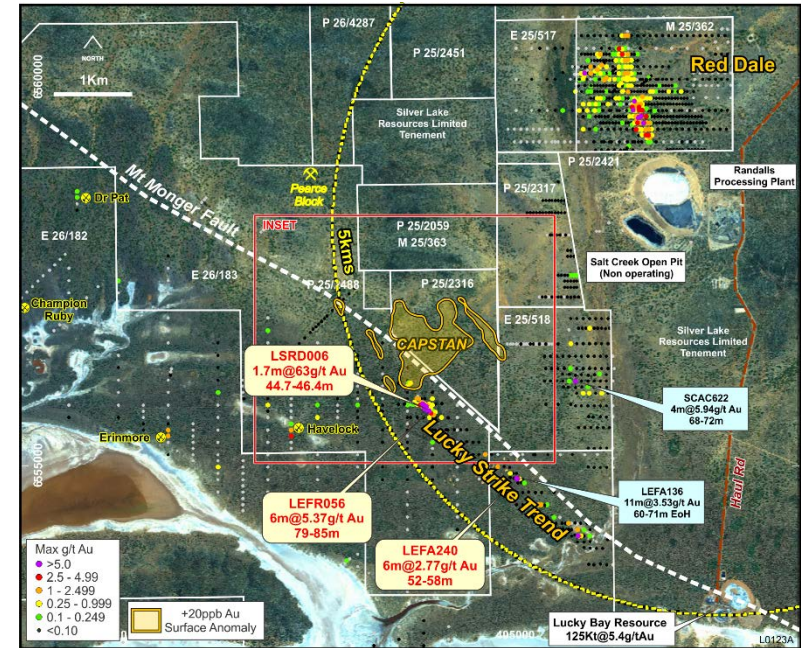 P 26/4287
E 25/517
M 25/362
P 25/2451
Red Dale
6560000
NORTH
1Km
Silver Lake
Resources Limited
Tenement
Mt Monger Fault
Peerce
Block
P 25/2421
P 25/2317
Randalls
Processing Plant
Dr Pat
E 26/182
INSET
5kms
P 25/2059
M 25/363
E 26/183
Salt Creek Open Pit
(Non operating)
P 25/2488
P 25/2316
Champion
Ruby
E 25/518
CAPSTAN
Silver Lake
Resources Limited
Tenement
LSRD006
1.7m@63g/t Au
44.7-46.4m
SCAC622
4m@5.94g/t Au
68-72m
Havelock
Erinmore
Lucky Strike Trend
Haul Rd
6555000
LEFA136
11m@3.53g/t Au
60-71m EoH
LEFR056
6m@5.37g/t Au
79-85m
LEFA240
6m@2.77g/t Au
52-58m
Max g/t Au
>5.0
2.5 - 4.99
1 - 2.499
0.25 - 0.999
0.1 - 0.249
<0.10
+20ppb Au
Surface Anomaly
Lucky Bay Resource
125Kt@5.4g/tAu
L0123A